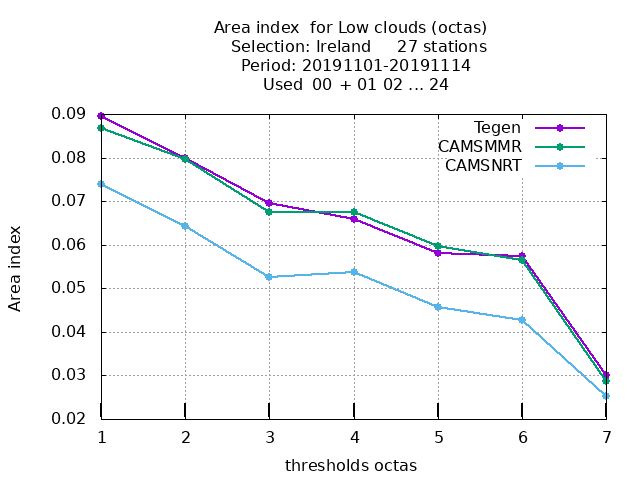 Area index  for Low clouds (octas)
Selection: Ireland     27 stations
Period: 20191101-20191114
Used  00 + 01 02 ... 24
0.09
0.08
0.07
0.06
0.05
0.04
0.03
0.02
Area index
Tegen
CAMSMMR
CAMSNRT
1 2 3 4 5 6 7
thresholds octas